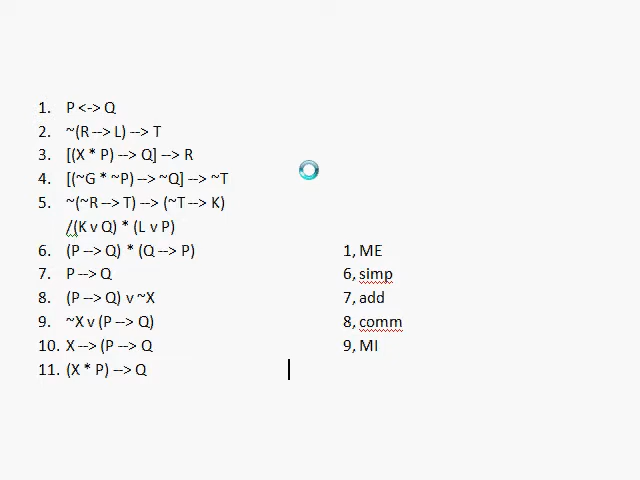 1. P <-> Q
2. ~(R --> L) --> T
3. [(X * P) --> Q] --> R
4. [(~G * ~P) --> ~Q] --> ~T
5. ~(~R --> T) --> (~T --> K)
/(K v Q) * (L v P)
6. (P --> Q) * (Q --> P) 1, ME
7. P --> Q 6, simp
8. (P --> Q) v ~X 7, add
9. ~X v (P --> Q) 8, comm
10. X --> (P --> Q 9, MI
11. (X * P) --> Q